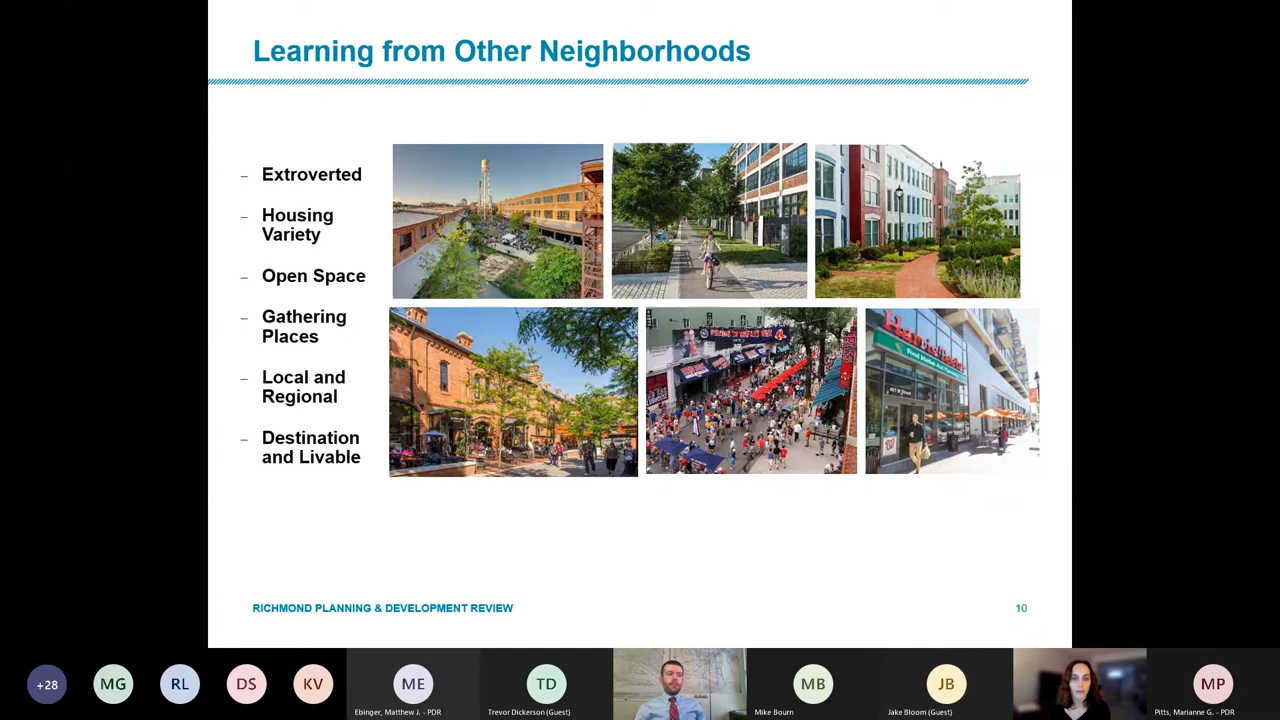 Learning from Other Neighborhoods
– Extroverted
– Housing
Variety
– Open Space
– Gathering
Places
– Local and
Regional
– Destination
and Livable
Harris Teeter
RICHMOND PLANNING & DEVELOPMENT REVIEW
10
+28
MG
RL
DS
KV
ME
Ebinger, Matthew J. - PDR
TD
Trevor Dickerson (Guest)
MB
Mike Bourn
JB
Jake Bloom (Guest)
MP
Pitts, Marianne G. - PDR